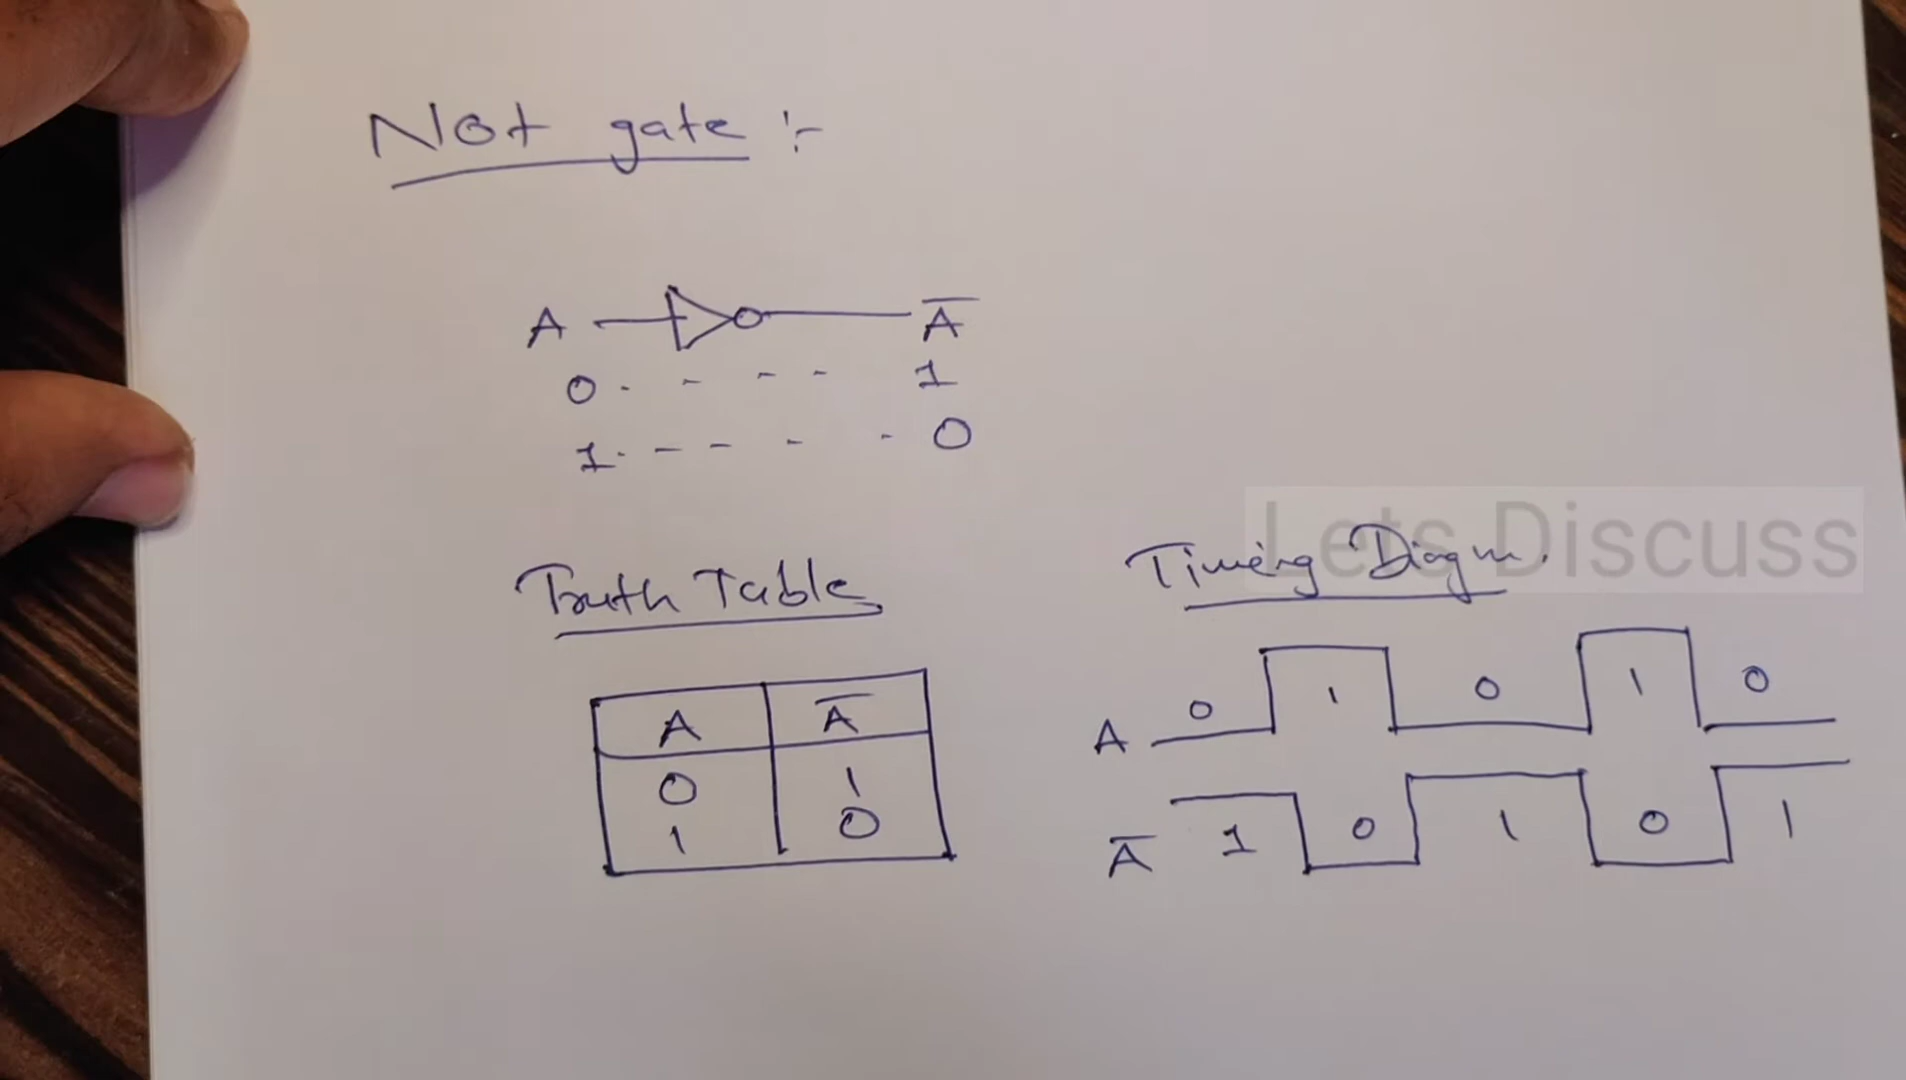 Not gate :-
A A̅
0 - - - - 1
1 - - - - 0
Lets Discuss
Truth Table
Timing Diagm.
A A̅
0 1
1 0
A 0 1 0 1 0
A̅ 1 0 1 0 1